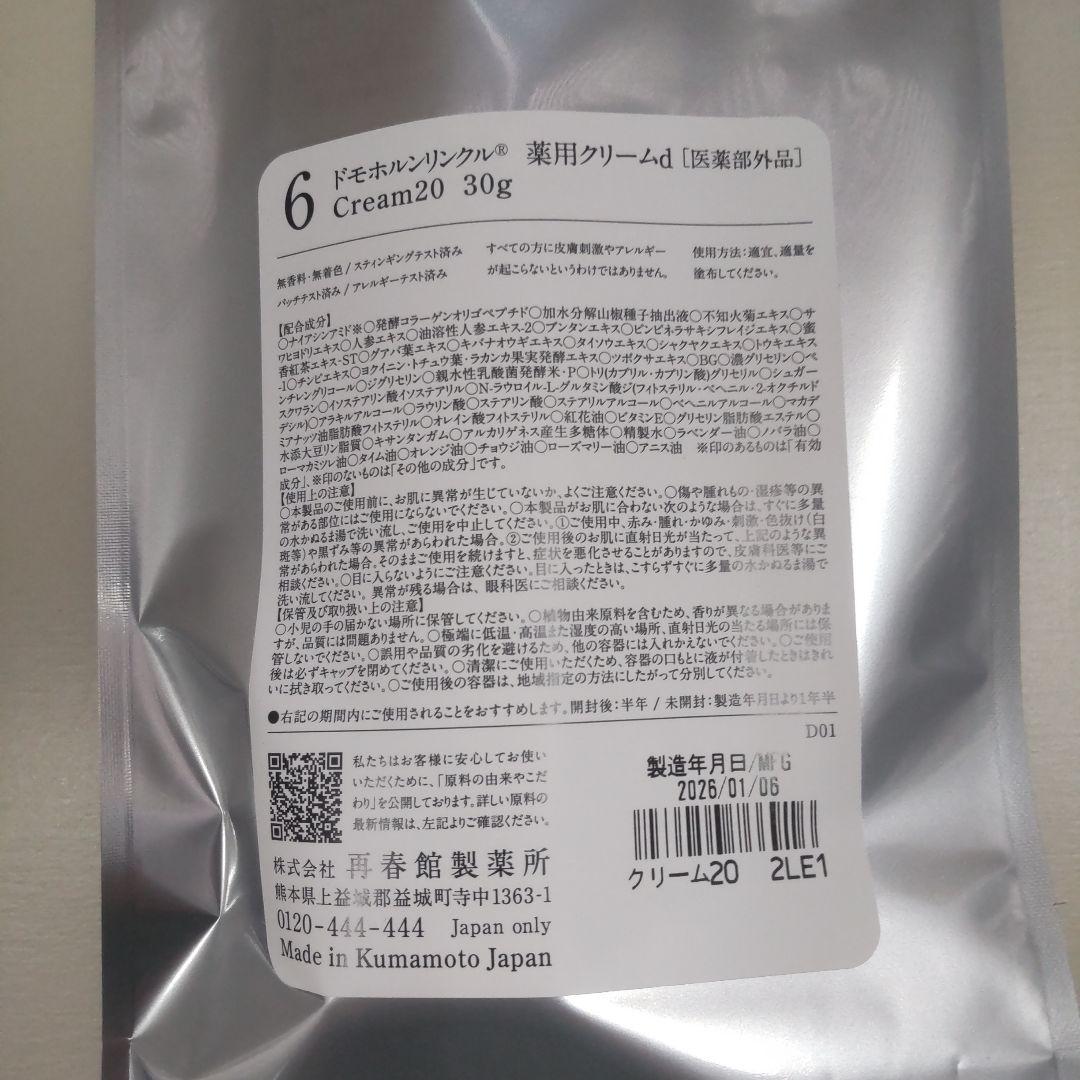 6 ドモホルンリンクル® 薬用クリームd［医薬部外品］
Cream20 30g
無香料・無着色 / スティンギングテスト済み
パッチテスト済み / アレルギーテスト済み
すべての方に皮膚刺激やアレルギー
が起こらないというわけではありません。
使用方法：適宜、適量を
塗布してください。
【配合成分】
○ナイアシンアミド※○発酵コラーゲンオリゴペプチド○加水分解山椒種子抽出液○不知火菊エキス○サ
ワヒヨドリエキス○人参エキス○油溶性人参エキス-2○ブンタンエキス○ピンピネラサキシフレイジエキス○蜜
香紅茶エキス-ST○グアバ葉エキス○キバナオウギエキス○タイソウエキス○シャクヤクエキス○トウキエキス
-1○チンピエキス○ヨクイニン・トチュウ葉・ラカンカ果実発酵エキス○ツボクサエキス○BG○濃グリセリン○ペ
ンチレングリコール○ジグリセリン○親水性乳酸菌発酵米・P○トリ(カプリル・カプリン酸)グリセリル○シュガー
スクワラン○イソステアリン酸イソステアリル○N-ラウロイル-L-グルタミン酸ジ(フィトステリル・ベヘニル・2-オクチルド
デシル)○アラキルアルコール○ラウリン酸○ステアリン酸○ステアリルアルコール○ベヘニルアルコール○マカデ
ミアナッツ油脂肪酸フィトステリル○オレイン酸フィトステリル○紅花油○ビタミンE○グリセリン脂肪酸エステル○
水添大豆リン脂質○キサンタンガム○アルカリゲネス産生多糖体○精製水○ラベンダー油○ノバラ油○
ローマカミツル油○タイム油○オレンジ油○チョウジ油○ローズマリー油○アニス油 ※印のあるものは「有効
成分」、※印のないものは「その他の成分」です。
【使用上の注意】
○本製品のご使用前に、お肌に異常が生じていないか、よくご注意ください。○傷や腫れもの・湿疹等の異
常がある部位にはご使用にならないでください。○本製品がお肌に合わない次のような場合は、すぐに多量
の水かぬるま湯で洗い流し、ご使用を中止してください。①ご使用中、赤み・腫れ・かゆみ・刺激・色抜け(白
斑等)や黒ずみ等の異常があらわれた場合。②ご使用後のお肌に直射日光が当たって、上記のような異
常があらわれた場合。そのままご使用を続けますと、症状を悪化させることがありますので、皮膚科医等にご
相談ください。○目に入らないようにご注意ください。目に入ったときは、こすらずすぐに多量の水かぬるま湯で
洗い流してください。異常が残る場合は、眼科医にご相談ください。
【保管及び取扱い上の注意】
○小児の手の届かない場所に保管してください。○植物由来原料を含むため、香りが異なる場合がありま
すが、品質には問題ありません。○極端に低温・高温また湿度の高い場所、直射日光の当たる場所には保
管しないでください。○誤用や品質の劣化を避けるため、他の容器には入れかえないでください。○ご使用
後は必ずキャップを閉めてください。○清潔にご使用いただくため、容器の口もとに液が付着したときはきれ
いに拭き取ってください。○ご使用後の容器は、地域指定の方法にしたがって分別してください。
●右記の期間内にご使用されることをおすすめします。開封後：半年 / 未開封：製造年月日より1年半
D01
私たちはお客様に安心してお使い
いただくために、「原料の由来やこだ
わり」を公開しております。詳しい原料の
最新情報は、左記よりご確認ください。
製造年月日/MFG
2026/01/06
クリーム20 2LE1
株式会社 再春館製薬所
熊本県上益城郡益城町寺中1363-1
0120-444-444 Japan only
Made in Kumamoto Japan